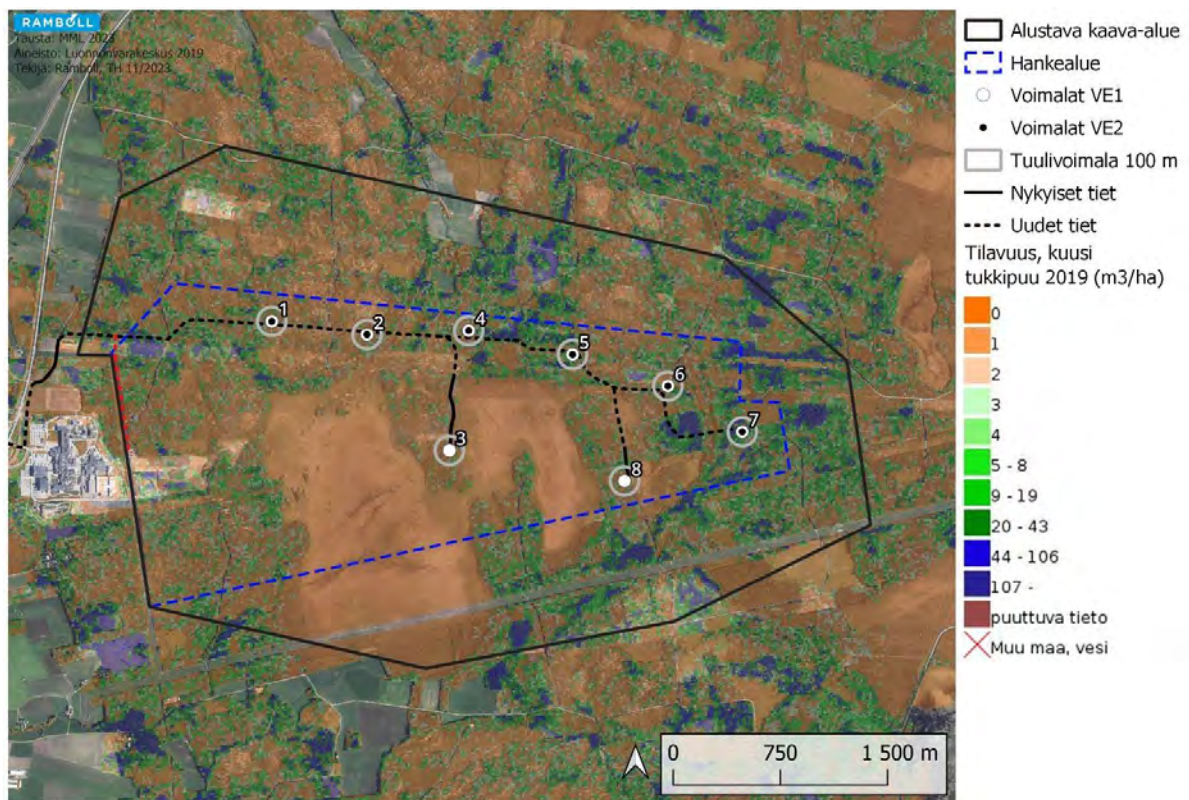 RAMBOLL
Tausta: MML 2023
Aineisto: Luonnonvarakeskus 2019
Tekijä: Ramboll, TH 11/2023
1
2
4
5
6
7
3
8
0 750 1 500 m
Alustava kaava-alue
Hankealue
Voimalat VE1
Voimalat VE2
Tuulivoimala 100 m
Nykyiset tiet
Uudet tiet
Tilavuus, kuusi
tukkipuu 2019 (m3/ha)
0
1
2
3
4
5 - 8
9 - 19
20 - 43
44 - 106
107 -
puuttuva tieto
Muu maa, vesi